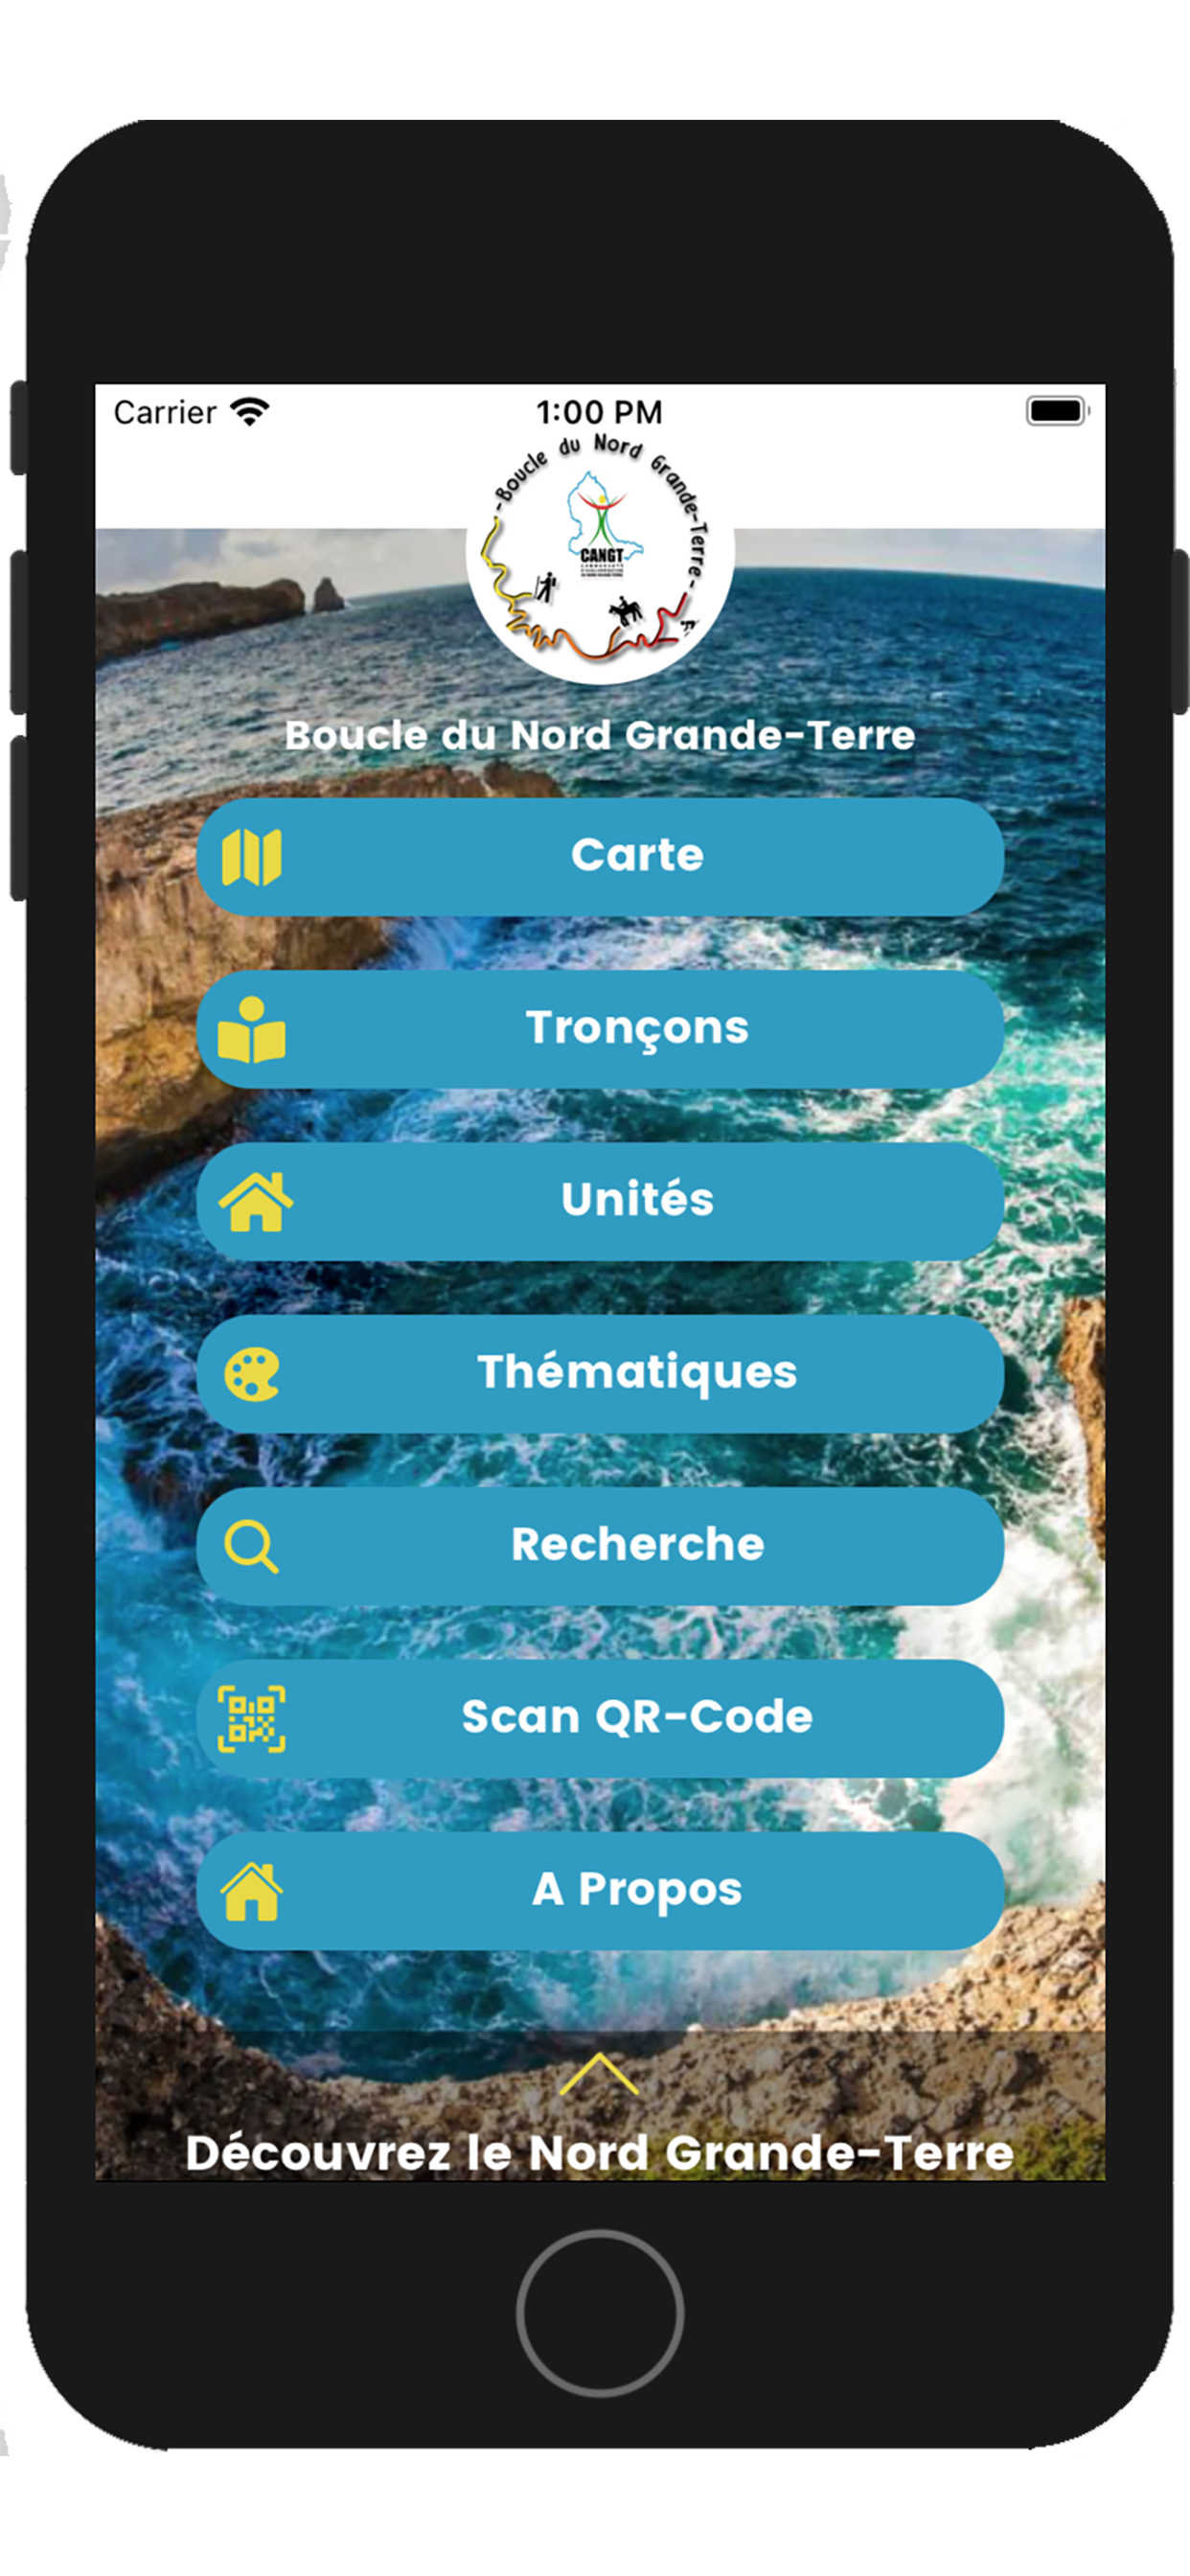 Carrier
1:00 PM
-Boucle du Nord Grande-Terre-
CANGT
Boucle du Nord Grande-Terre
Carte
Tronçons
Unités
Thématiques
Recherche
Scan QR-Code
A Propos
Découvrez le Nord Grande-Terre